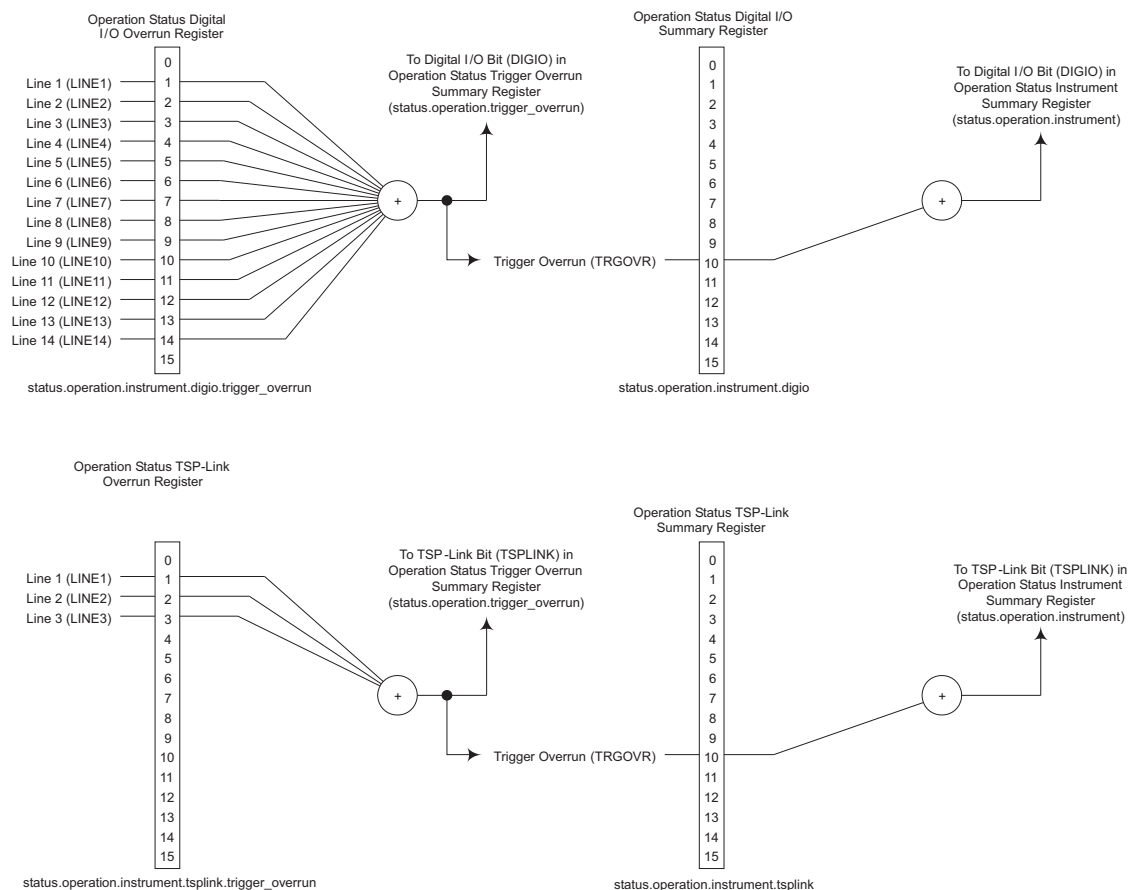 Operation Status Digital
I/O Overrun Register
0
1
2
3
4
5
6
7
8
9
10
11
12
13
14
15
Line 1 (LINE1)
Line 2 (LINE2)
Line 3 (LINE3)
Line 4 (LINE4)
Line 5 (LINE5)
Line 6 (LINE6)
Line 7 (LINE7)
Line 8 (LINE8)
Line 9 (LINE9)
Line 10 (LINE10)
Line 11 (LINE11)
Line 12 (LINE12)
Line 13 (LINE13)
Line 14 (LINE14)
status.operation.instrument.digio.trigger_overrun
+
To Digital I/O Bit (DIGIO) in
Operation Status Trigger Overrun
Summary Register
(status.operation.trigger_overrun)
Trigger Overrun (TRGOVR)
Operation Status Digital I/O
Summary Register
0
1
2
3
4
5
6
7
8
9
10
11
12
13
14
15
status.operation.instrument.digio
+
To Digital I/O Bit (DIGIO) in
Operation Status Instrument
Summary Register
(status.operation.instrument)
Operation Status TSP-Link
Overrun Register
0
1
2
3
4
5
6
7
8
9
10
11
12
13
14
15
Line 1 (LINE1)
Line 2 (LINE2)
Line 3 (LINE3)
status.operation.instrument.tsplink.trigger_overrun
+
To TSP-Link Bit (TSPLINK) in
Operation Status Trigger Overrun
Summary Register
(status.operation.trigger_overrun)
Trigger Overrun (TRGOVR)
Operation Status TSP-Link
Summary Register
0
1
2
3
4
5
6
7
8
9
10
11
12
13
14
15
status.operation.instrument.tsplink
+
To TSP-Link Bit (TSPLINK) in
Operation Status Instrument
Summary Register
(status.operation.instrument)